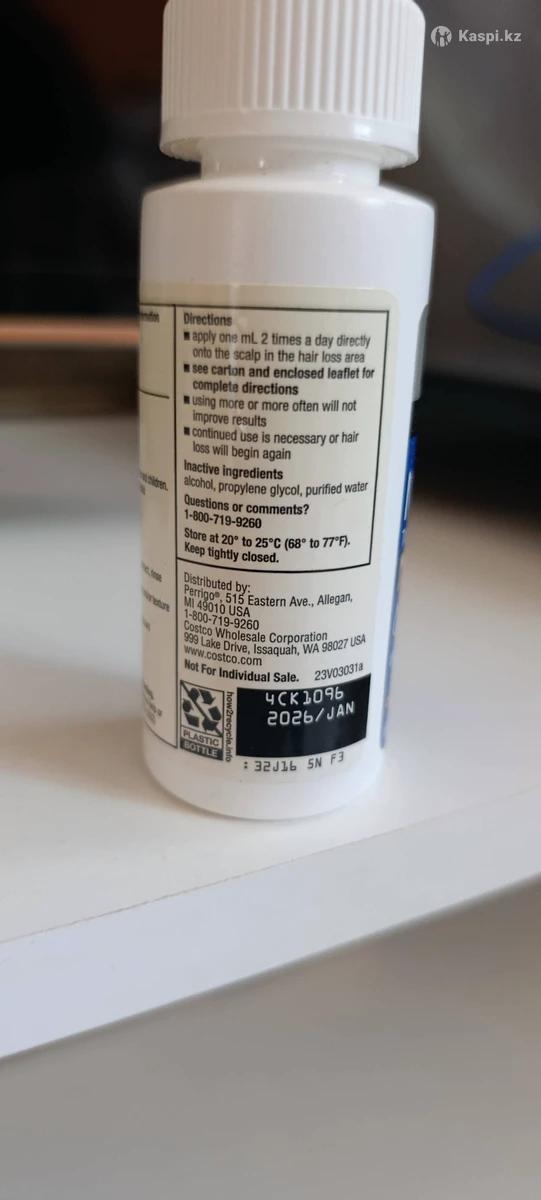 Kaspi.kz
Directions
■ apply one mL 2 times a day directly
onto the scalp in the hair loss area
■ see carton and enclosed leaflet for
complete directions
■ using more or more often will not
improve results
■ continued use is necessary or hair
loss will begin again
Inactive ingredients
alcohol, propylene glycol, purified water
Questions or comments?
1-800-719-9260
Store at 20° to 25°C (68° to 77°F).
Keep tightly closed.
children.
rinse
texture
Distributed by:
Perrigo®, 515 Eastern Ave., Allegan,
MI 49010 USA
1-800-719-9260
Costco Wholesale Corporation
999 Lake Drive, Issaquah, WA 98027 USA
www.costco.com
Not For Individual Sale. 23V03031a
4CK1096
2026/JAN
how2recycle.info
PLASTIC
BOTTLE
: 32J16 5N F3